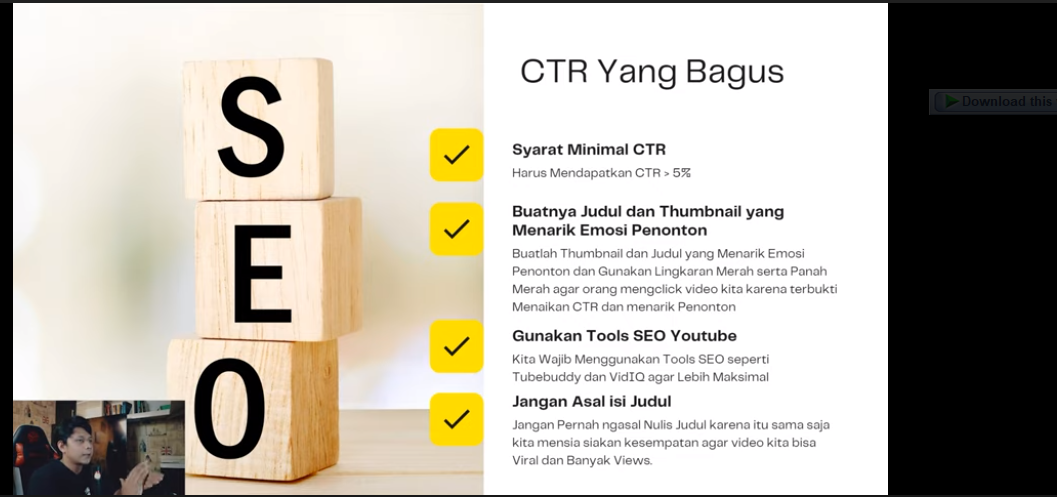 S
E
O
CTR Yang Bagus
Syarat Minimal CTR
Harus Mendapatkan CTR > 5%
Buatnya Judul dan Thumbnail yang
Menarik Emosi Penonton
Buatlah Thumbnail dan Judul yang Menarik Emosi
Penonton dan Gunakan Lingkaran Merah serta Panah
Merah agar orang mengclick video kita karena terbukti
Menaikan CTR dan menarik Penonton
Gunakan Tools SEO Youtube
Kita Wajib Menggunakan Tools SEO seperti
Tubebuddy dan VidIQ agar Lebih Maksimal
Jangan Asal isi Judul
Jangan Pernah ngasal Nulis Judul karena itu sama saja
kita mensia siakan kesempatan agar video kita bisa
Viral dan Banyak Views.
Download this